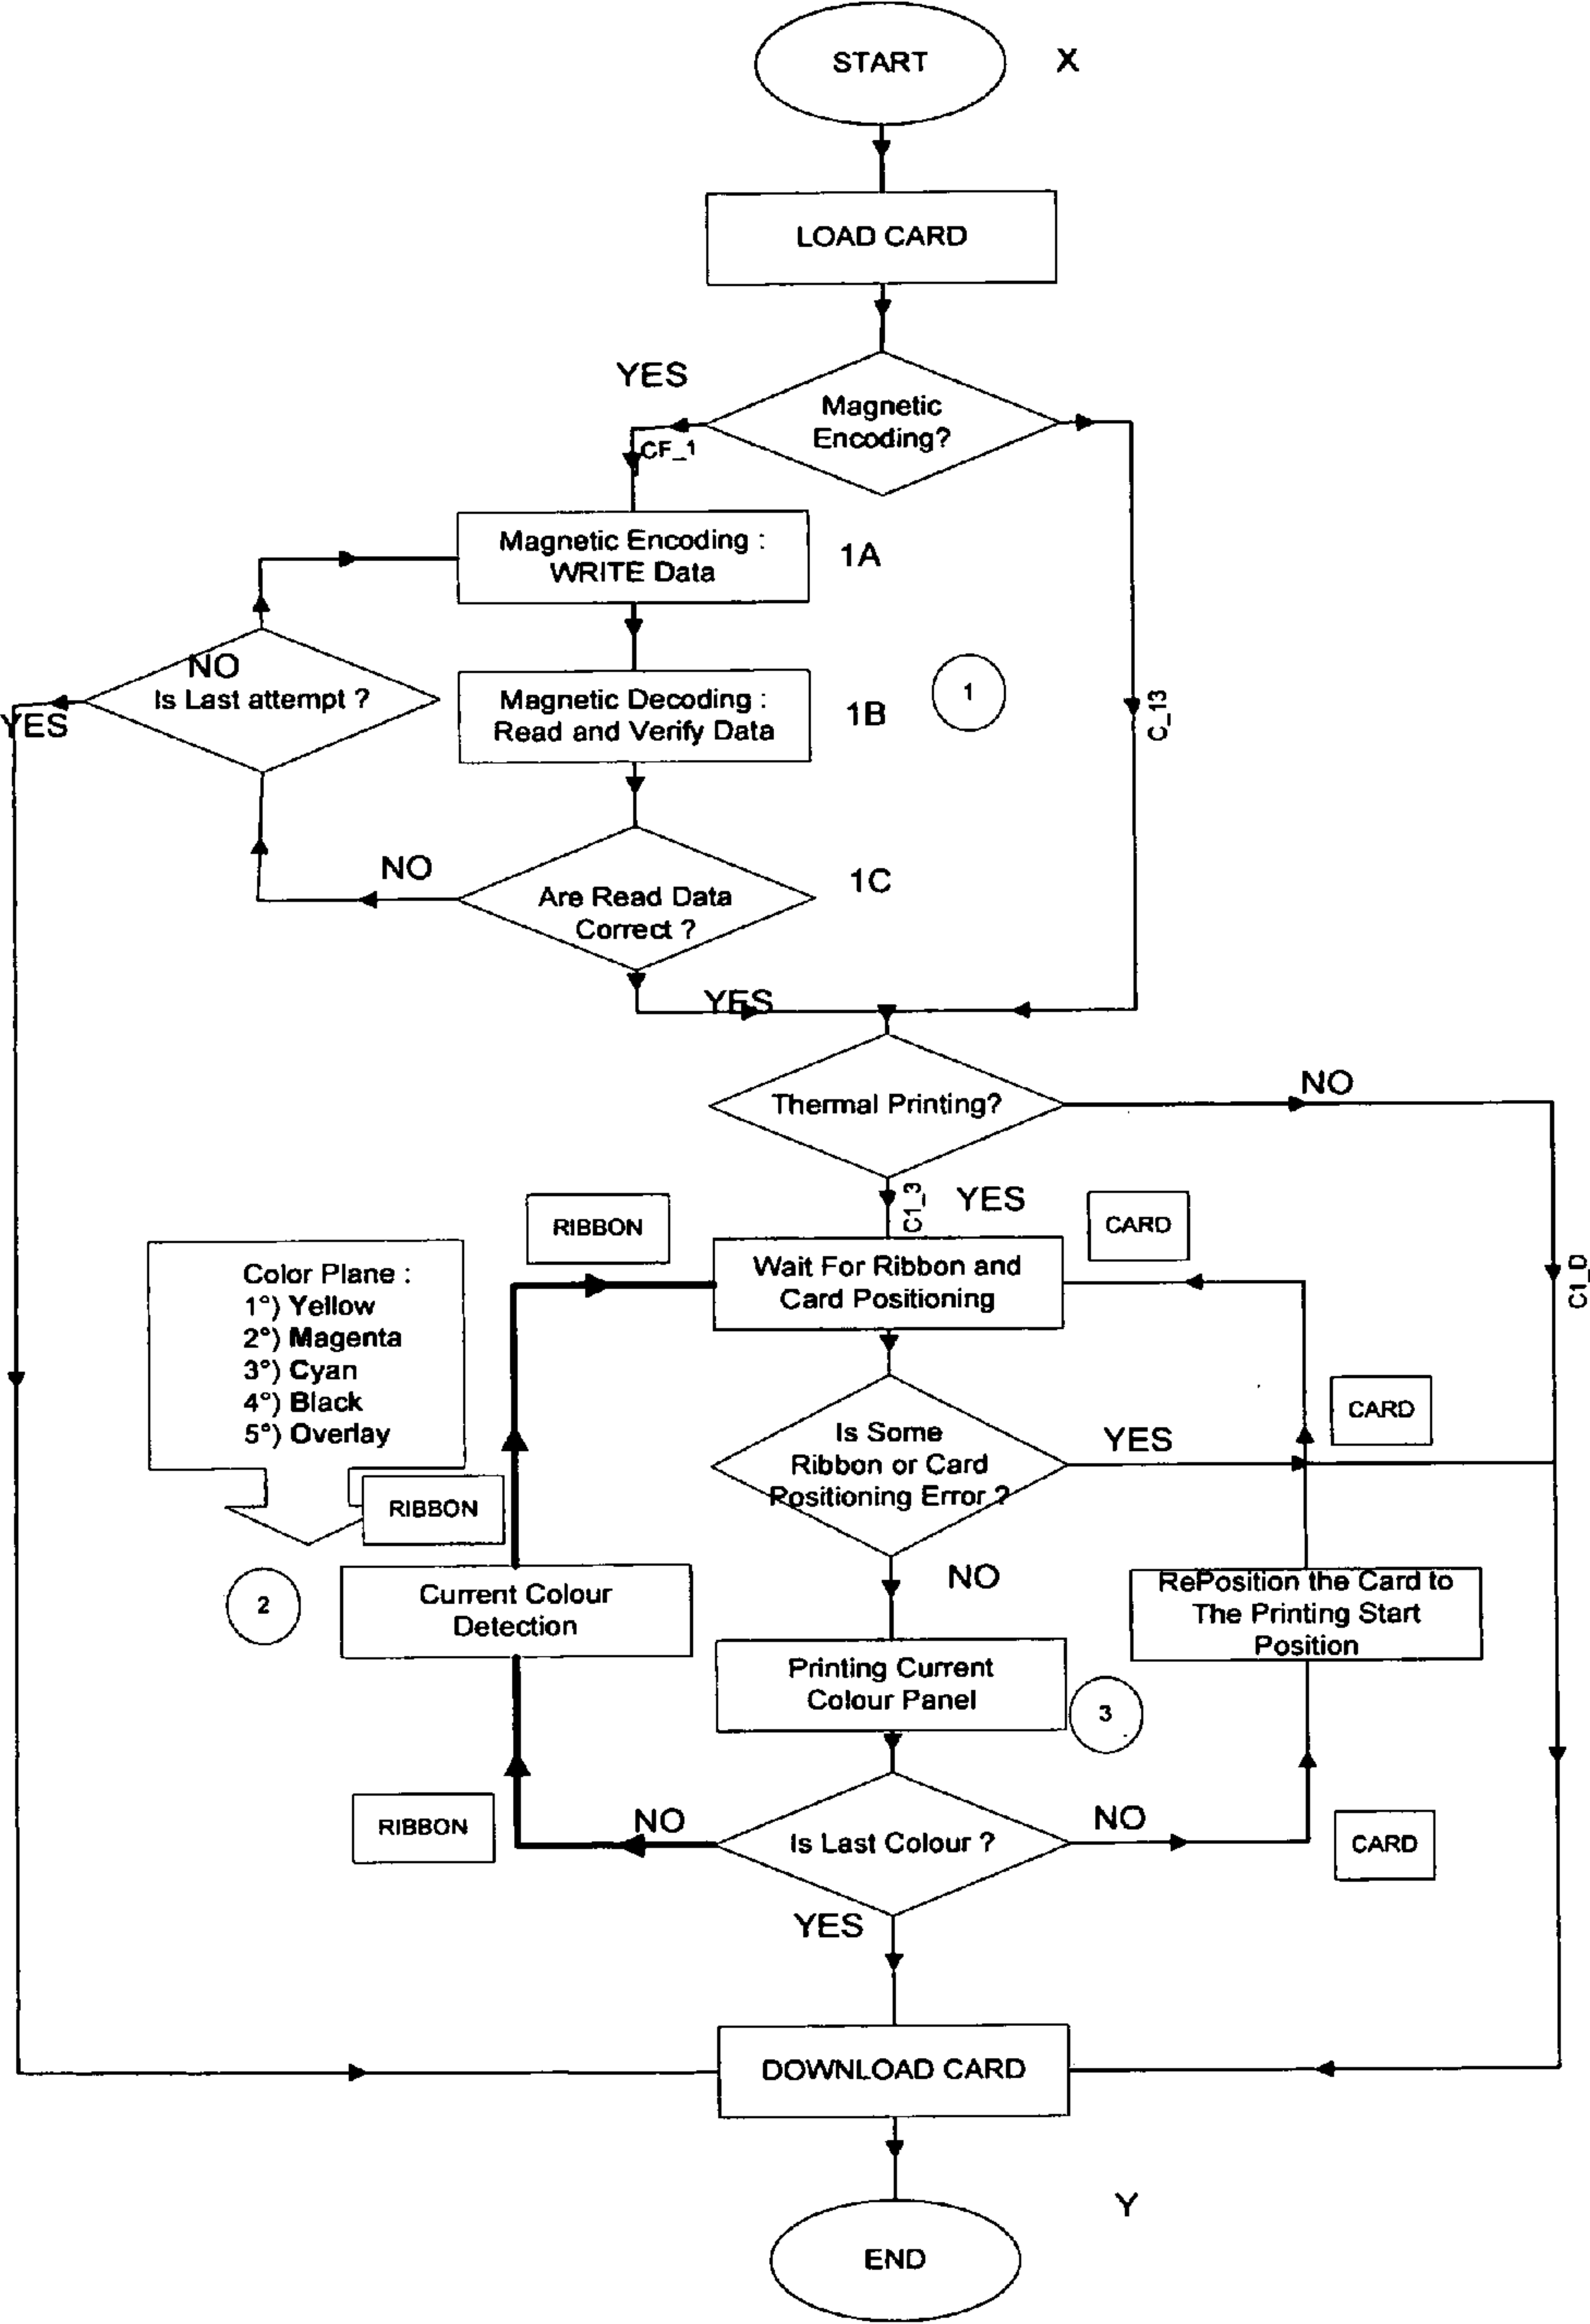 START
X
LOAD CARD
YES
Magnetic
Encoding?
CF_1
Magnetic Encoding :
WRITE Data
1A
NO
Is Last attempt ?
YES
Magnetic Decoding :
Read and Verify Data
1B
1
C_13
NO
Are Read Data
Correct ?
1C
YES
Thermal Printing?
NO
C1_3
YES
RIBBON
CARD
Wait For Ribbon and
Card Positioning
C1_D
Color Plane :
1°) Yellow
2°) Magenta
3°) Cyan
4°) Black
5°) Overlay
RIBBON
Is Some
Ribbon or Card
Positioning Error ?
YES
CARD
NO
2
Current Colour
Detection
RePosition the Card to
The Printing Start
Position
Printing Current
Colour Panel
3
RIBBON
NO
Is Last Colour ?
NO
CARD
YES
DOWNLOAD CARD
Y
END